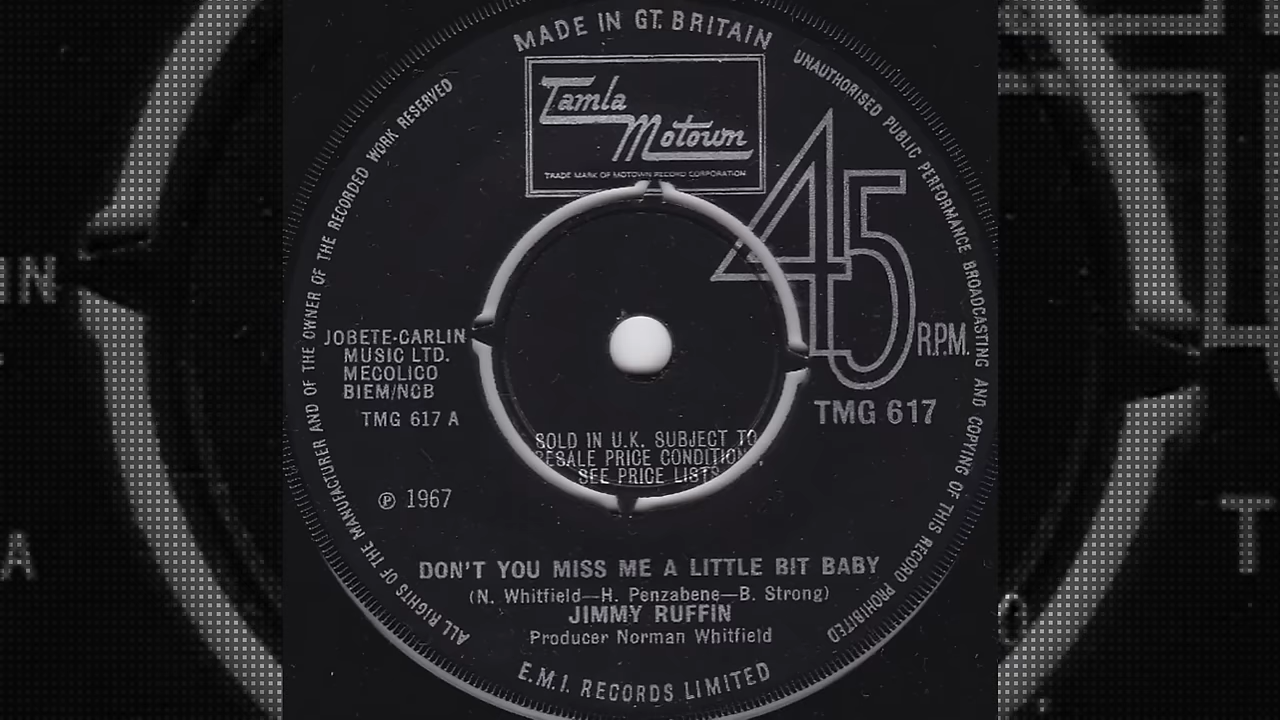 MADE IN GT. BRITAIN
Tamla
Motown
TRADE MARK OF MOTOWN RECORD CORPORATION
ALL RIGHTS OF THE MANUFACTURER AND OF THE OWNER OF THE RECORDED WORK RESERVED
UNAUTHORISED PUBLIC PERFORMANCE BROADCASTING AND COPYING OF THIS RECORD PROHIBITED
45
R.P.M.
TMG 617
JOBETE-CARLIN
MUSIC LTD.
MECOLICO
BIEM/NCB
TMG 617 A
SOLD IN U.K. SUBJECT TO
RESALE PRICE CONDITIONS,
SEE PRICE LISTS
℗ 1967
DON'T YOU MISS ME A LITTLE BIT BABY
(N. Whitfield—H. Penzabene—B. Strong)
JIMMY RUFFIN
Producer Norman Whitfield
E.M.I. RECORDS LIMITED